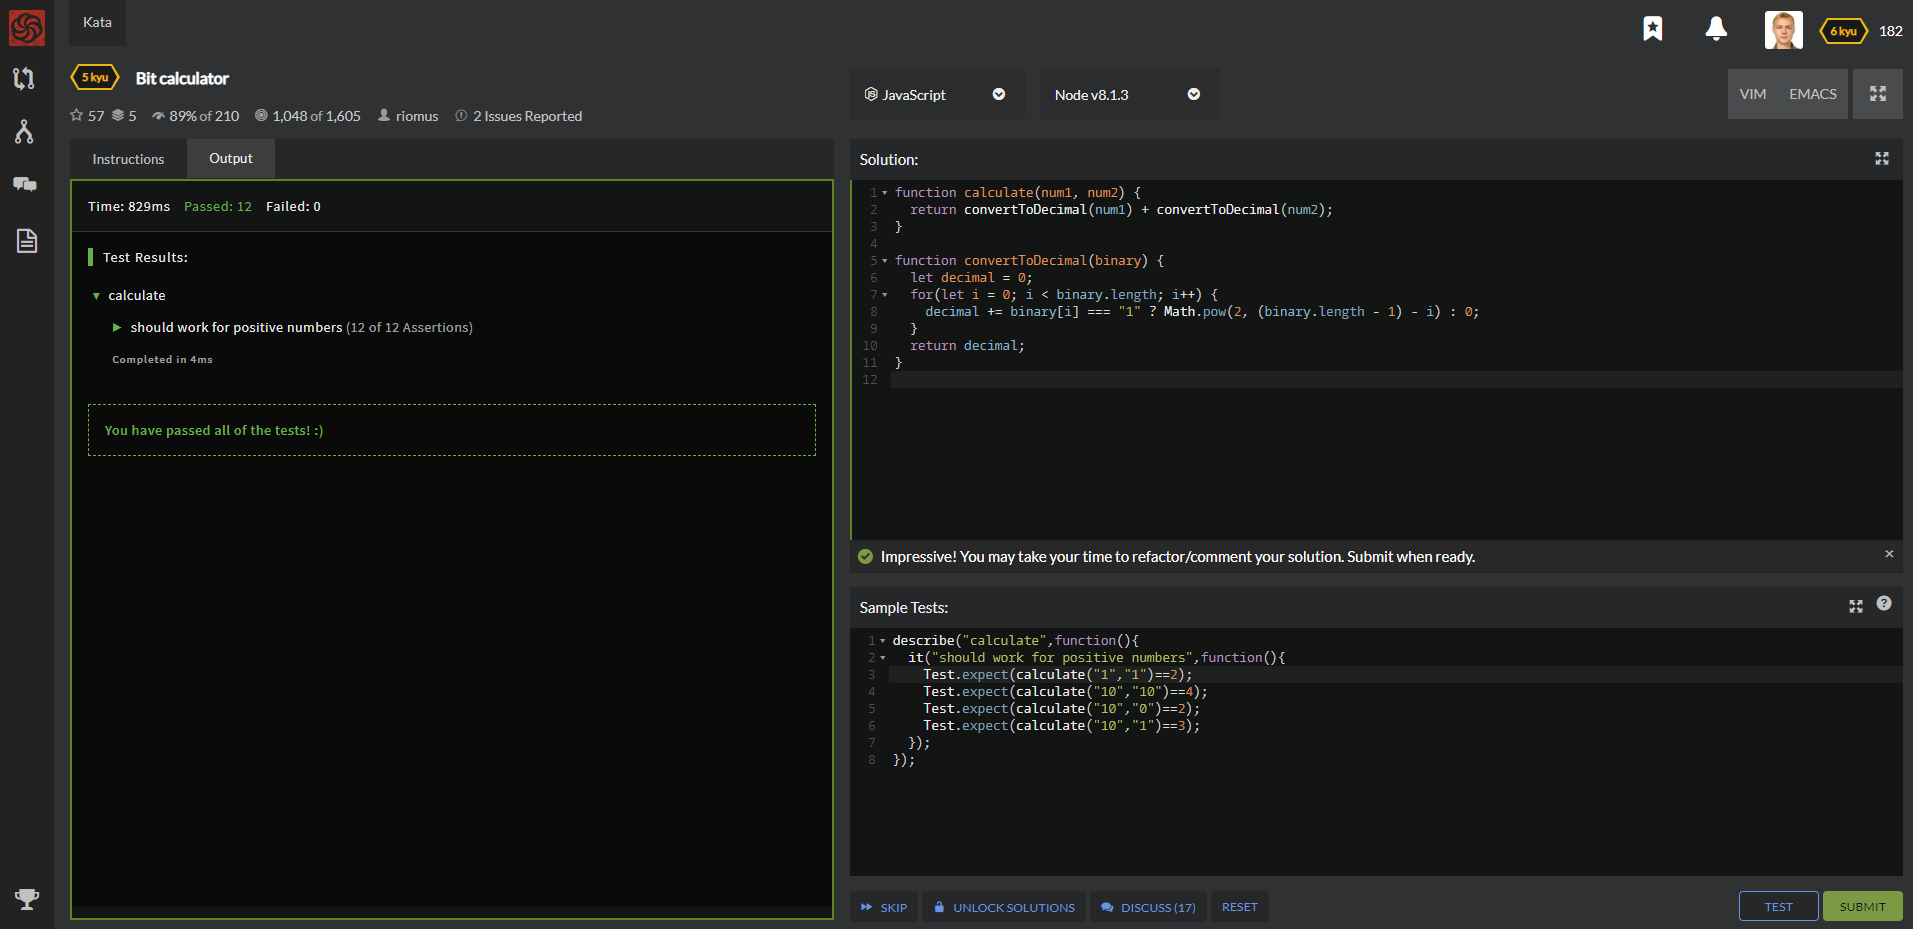 Kata
6 kyu 182
5 kyu Bit calculator
57 5 89% of 210 1,048 of 1,605 riomus 2 Issues Reported
JavaScript Node v8.1.3 VIM EMACS
Instructions Output
Time: 829ms Passed: 12 Failed: 0
Test Results:
calculate
should work for positive numbers (12 of 12 Assertions)
Completed in 4ms
You have passed all of the tests! :)
Solution:
1 function calculate(num1, num2) {
2 return convertToDecimal(num1) + convertToDecimal(num2);
3 }
4
5 function convertToDecimal(binary) {
6 let decimal = 0;
7 for(let i = 0; i < binary.length; i++) {
8 decimal += binary[i] === "1" ? Math.pow(2, (binary.length - 1) - i) : 0;
9 }
10 return decimal;
11 }
12
Impressive! You may take your time to refactor/comment your solution. Submit when ready.
Sample Tests:
1 describe("calculate",function(){
2 it("should work for positive numbers",function(){
3 Test.expect(calculate("1","1")==2);
4 Test.expect(calculate("10","10")==4);
5 Test.expect(calculate("10","0")==2);
6 Test.expect(calculate("10","1")==3);
7 });
8 });
SKIP UNLOCK SOLUTIONS DISCUSS (17) RESET TEST SUBMIT